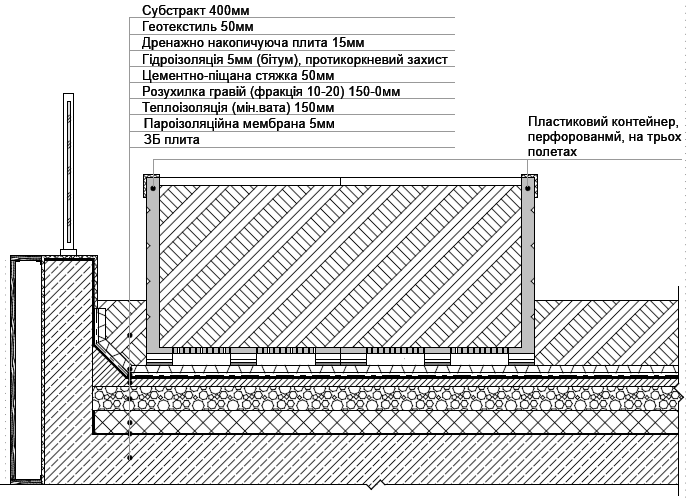 Субстракт 400мм
Геотекстиль 50мм
Дренажно накопичуюча плита 15мм
Гідроізоляція 5мм (бітум), протикоркневий захист
Цементно-піщана стяжка 50мм
Розухилка гравій (фракція 10-20) 150-0мм
Теплоізоляція (мін.вата) 150мм
Пароізоляційна мембрана 5мм
ЗБ плита
Пластиковий контейнер,
перфорованмй, на трьох
полетах